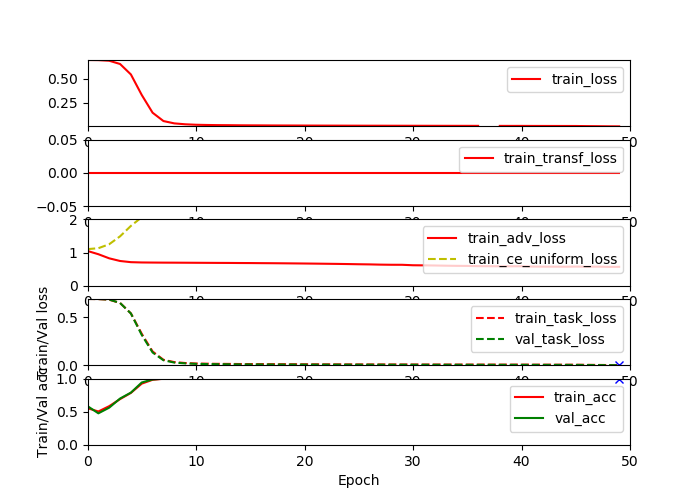 0.50
0.25
train_loss
0 10 20 30 40 50
0.05
0.00
−0.05
train_transf_loss
0 10 20 30 40 50
2
1
0
train_adv_loss
train_ce_uniform_loss
0 10 20 30 40 50
Train/Val loss
0.5
0.0
train_task_loss
val_task_loss
0 10 20 30 40 50
Train/Val acc
1.0
0.5
0.0
train_acc
val_acc
0 10 20 30 40 50
Epoch